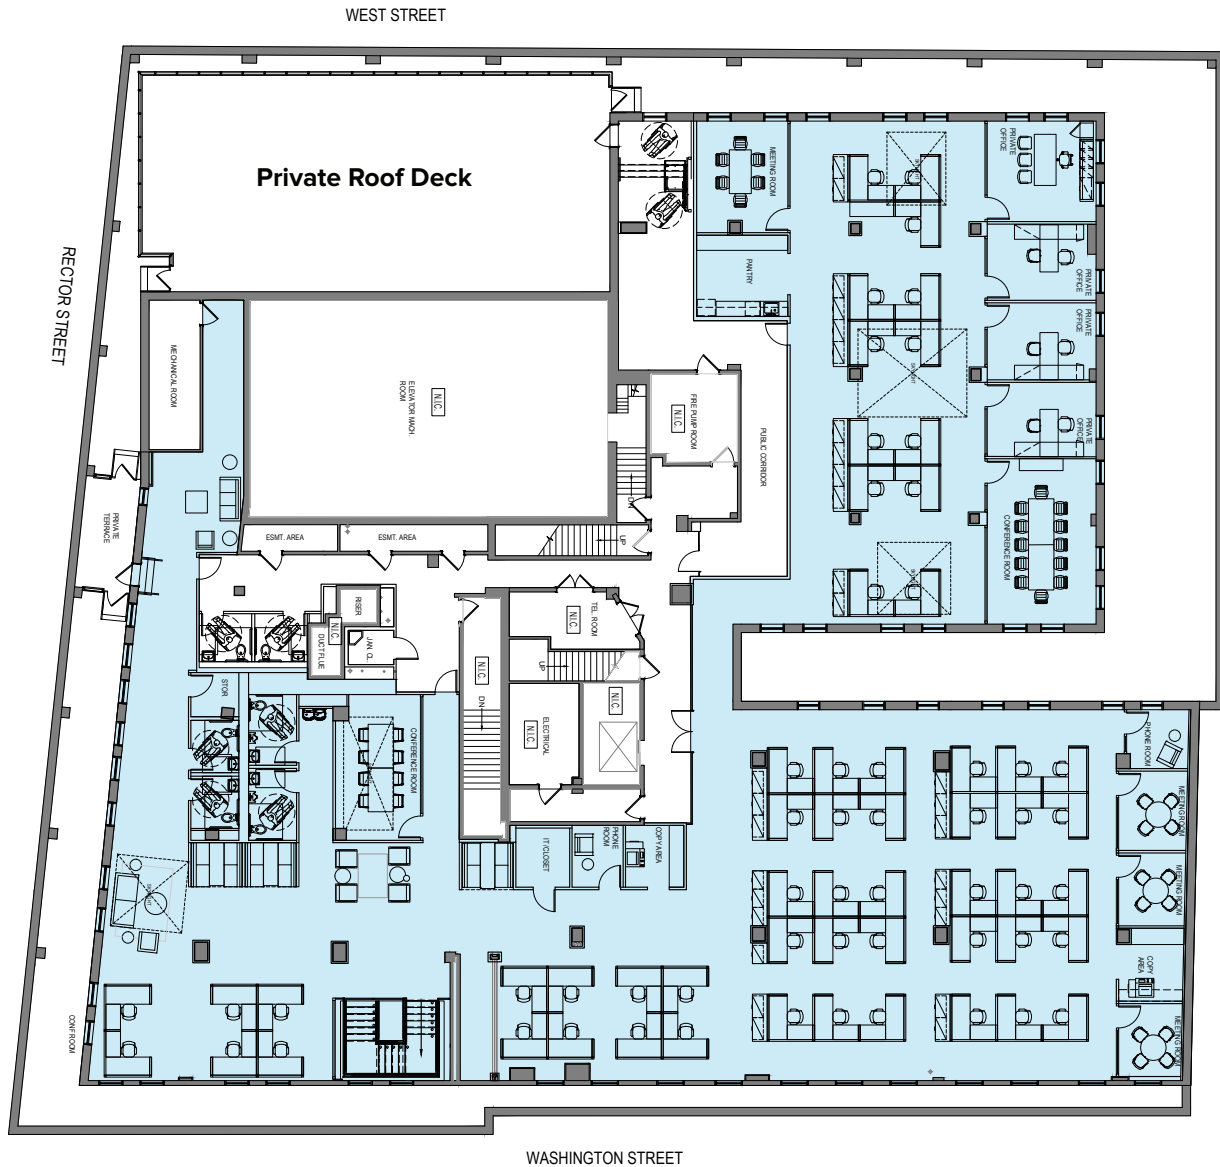 WEST STREET
Private Roof Deck
RECTOR STREET
MEETING ROOM
SKYLIGHT
PRIVATE
OFFICE
PANTRY
PRIVATE
OFFICE
PRIVATE
OFFICE
SKYLIGHT
PRIVATE
OFFICE
MECHANICAL ROOM
ELEVATOR MACH.
ROOM
N.I.C.
FIRE PUMP ROOM
N.I.C.
PUBLIC CORRIDOR
DN
UP
ESMT. AREA
ESMT. AREA
CONFERENCE ROOM
PRIVATE
TERRACE
RISER
N.I.C.
DUCT FLUE
JAN. CL.
TEL. ROOM
N.I.C.
UP
N.I.C.
DN
N.I.C.
ELECTRICAL
N.I.C.
STOR
CONFERENCE ROOM
PHONE ROOM
MEETING ROOM
MEETING ROOM
IT/CLOSET
PHONE
ROOM
COPY AREA
SKYLIGHT
COPY
AREA
MEETING ROOM
CONF ROOM
WASHINGTON STREET